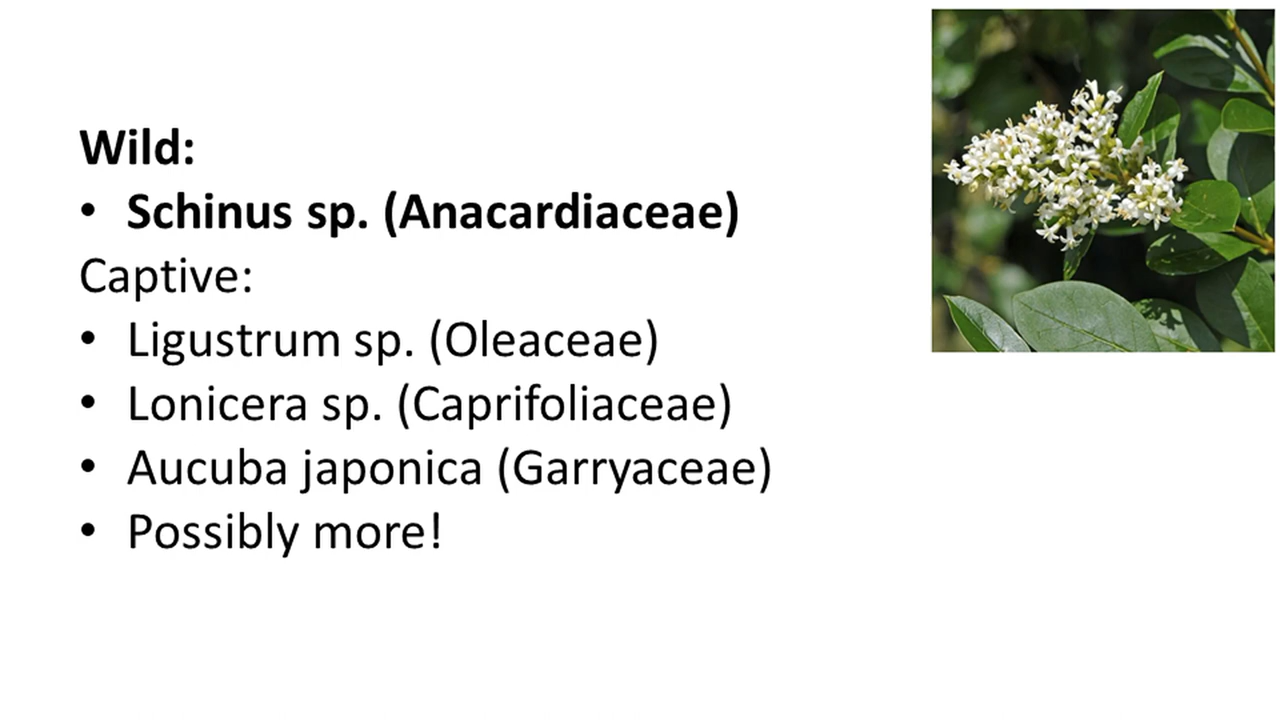 Wild:
• Schinus sp. (Anacardiaceae)
Captive:
• Ligustrum sp. (Oleaceae)
• Lonicera sp. (Caprifoliaceae)
• Aucuba japonica (Garryaceae)
• Possibly more!